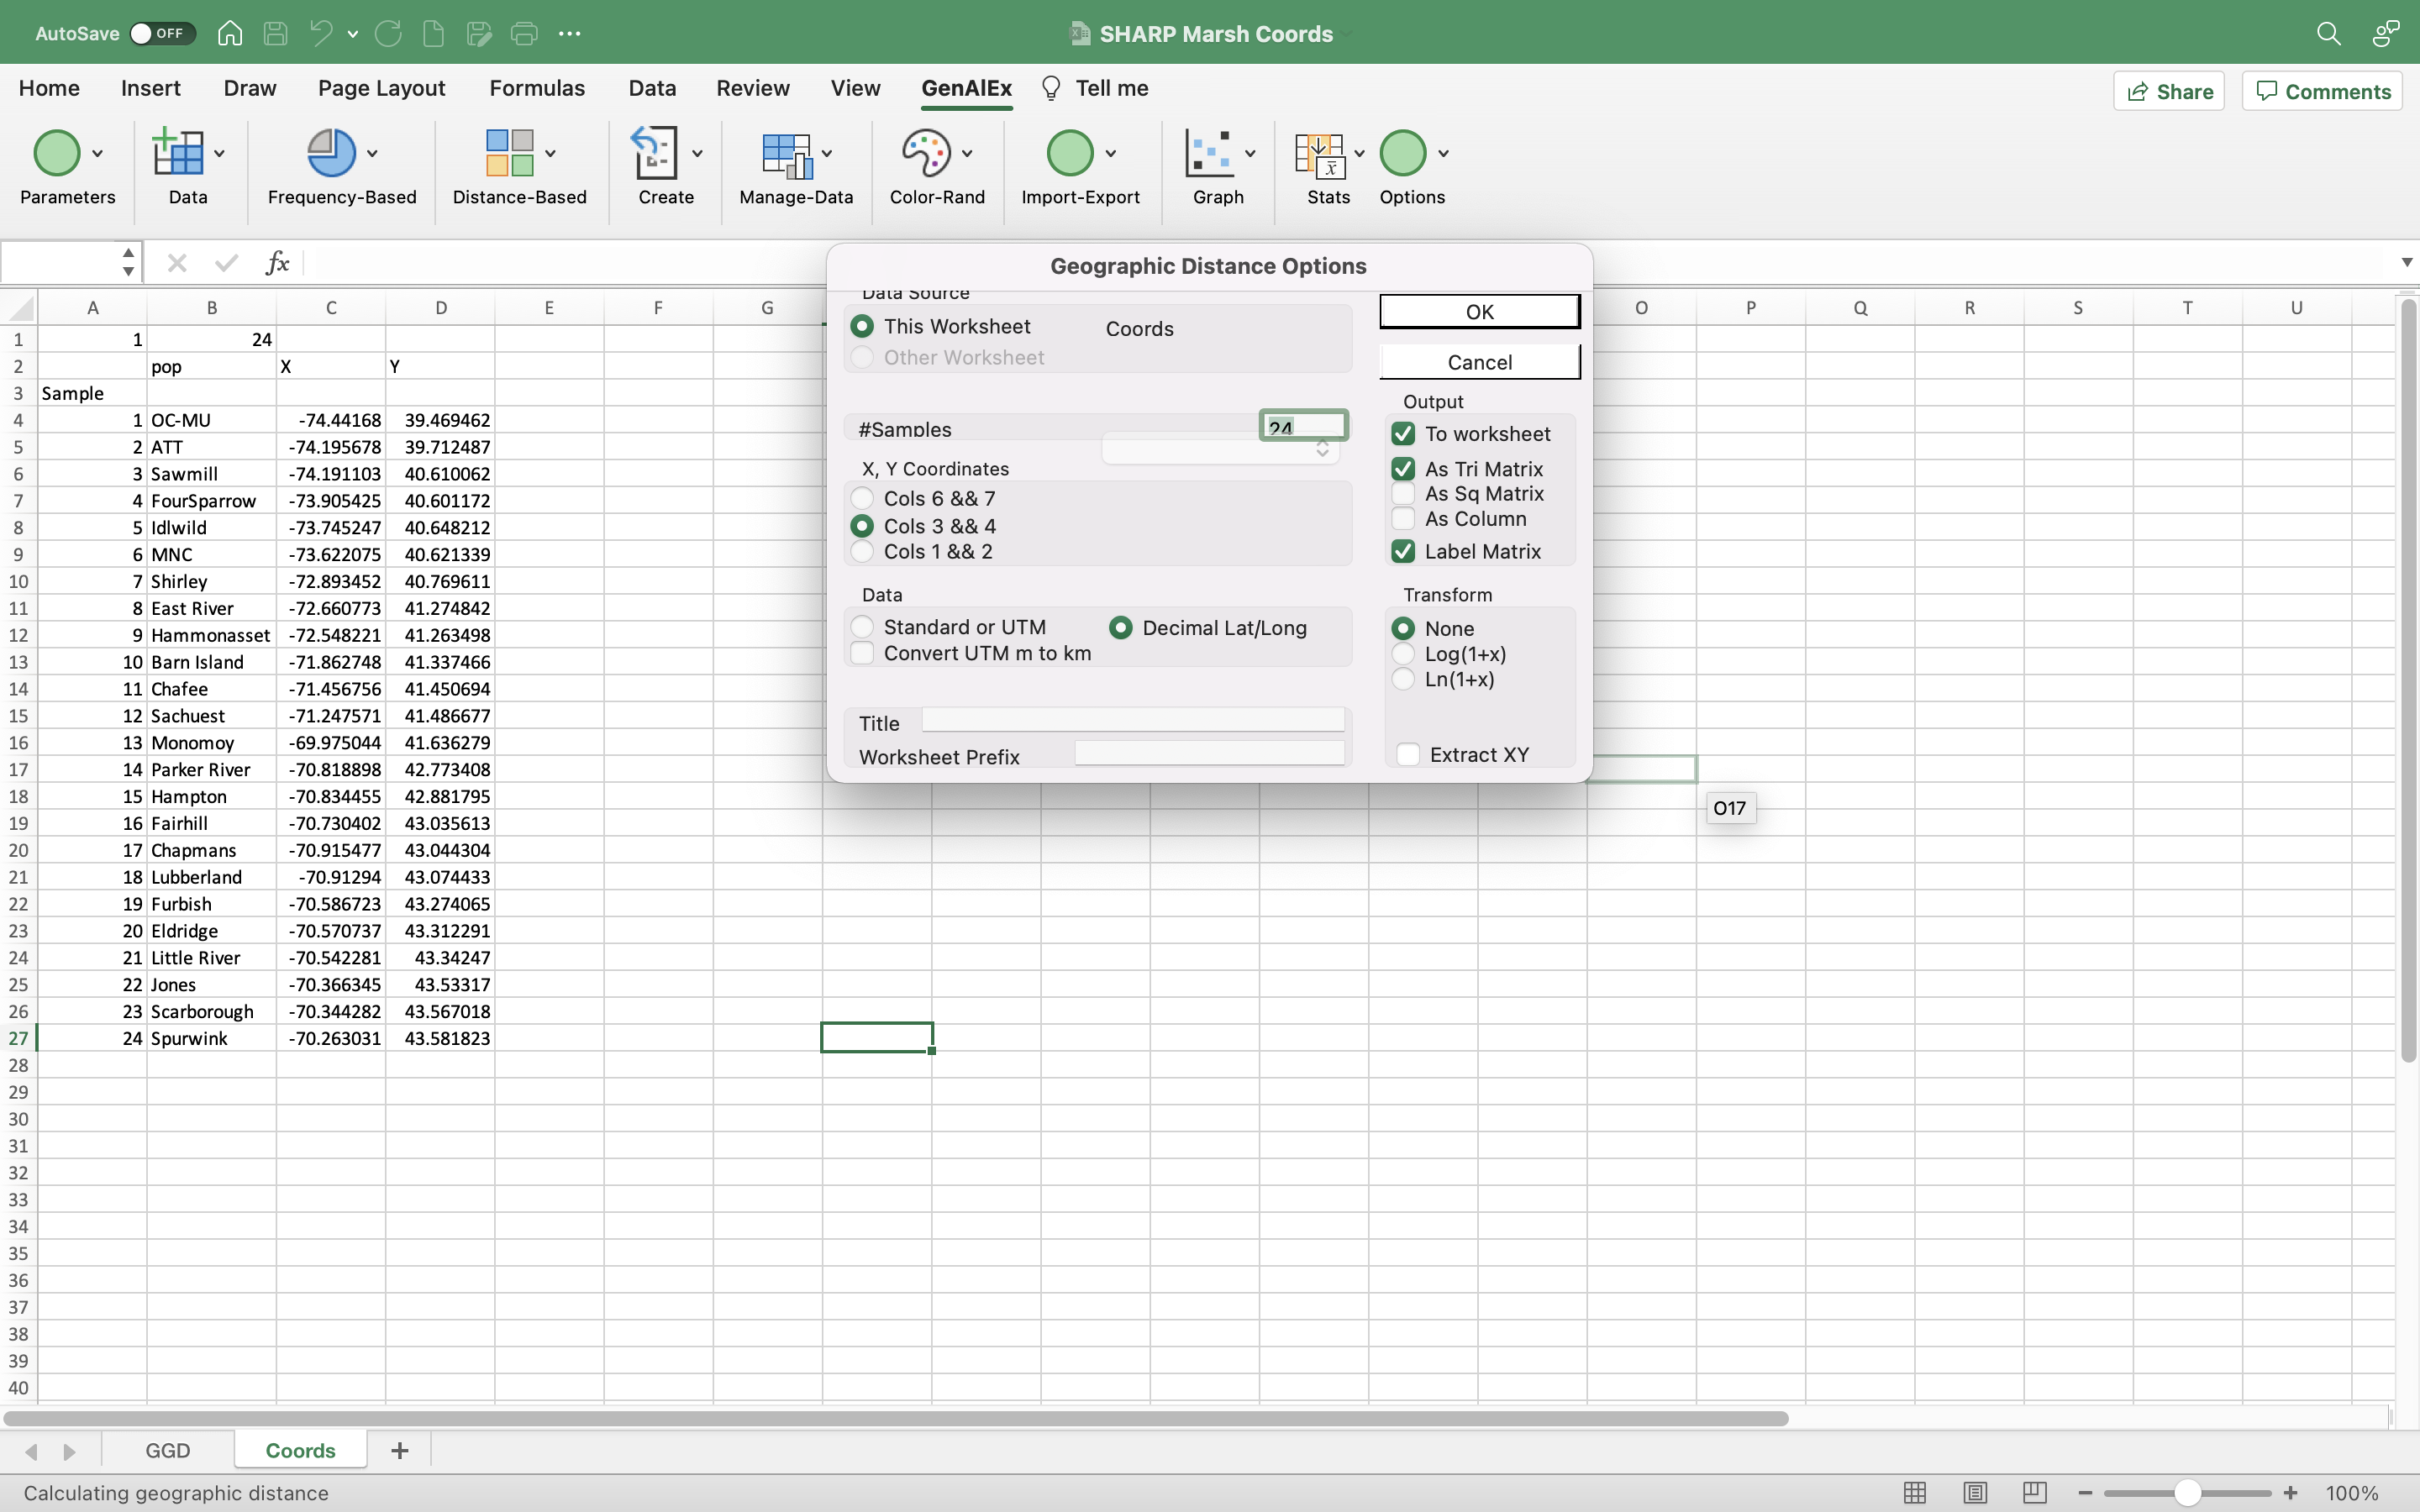 AutoSave OFF
SHARP Marsh Coords
Home Insert Draw Page Layout Formulas Data Review View GenAlEx Tell me Share Comments
Parameters Data Frequency-Based Distance-Based Create Manage-Data Color-Rand Import-Export Graph Stats Options
fx
A B C D E F G O P Q R S T U
1 1 24
2 pop X Y
3 Sample
4 1 OC-MU -74.44168 39.469462
5 2 ATT -74.195678 39.712487
6 3 Sawmill -74.191103 40.610062
7 4 FourSparrow -73.905425 40.601172
8 5 Idlwild -73.745247 40.648212
9 6 MNC -73.622075 40.621339
10 7 Shirley -72.893452 40.769611
11 8 East River -72.660773 41.274842
12 9 Hammonasset -72.548221 41.263498
13 10 Barn Island -71.862748 41.337466
14 11 Chafee -71.456756 41.450694
15 12 Sachuest -71.247571 41.486677
16 13 Monomoy -69.975044 41.636279
17 14 Parker River -70.818898 42.773408
18 15 Hampton -70.834455 42.881795
19 16 Fairhill -70.730402 43.035613
20 17 Chapmans -70.915477 43.044304
21 18 Lubberland -70.91294 43.074433
22 19 Furbish -70.586723 43.274065
23 20 Eldridge -70.570737 43.312291
24 21 Little River -70.542281 43.34247
25 22 Jones -70.366345 43.53317
26 23 Scarborough -70.344282 43.567018
27 24 Spurwink -70.263031 43.581823
28
29
30
31
32
33
34
35
36
37
38
39
40
Geographic Distance Options
Data Source
This Worksheet Coords
Other Worksheet
#Samples 24
X, Y Coordinates
Cols 6 && 7
Cols 3 && 4
Cols 1 && 2
Data
Standard or UTM Decimal Lat/Long
Convert UTM m to km
Title
Worksheet Prefix
OK
Cancel
Output
To worksheet
As Tri Matrix
As Sq Matrix
As Column
Label Matrix
Transform
None
Log(1+x)
Ln(1+x)
Extract XY
O17
GGD Coords +
Calculating geographic distance
100%